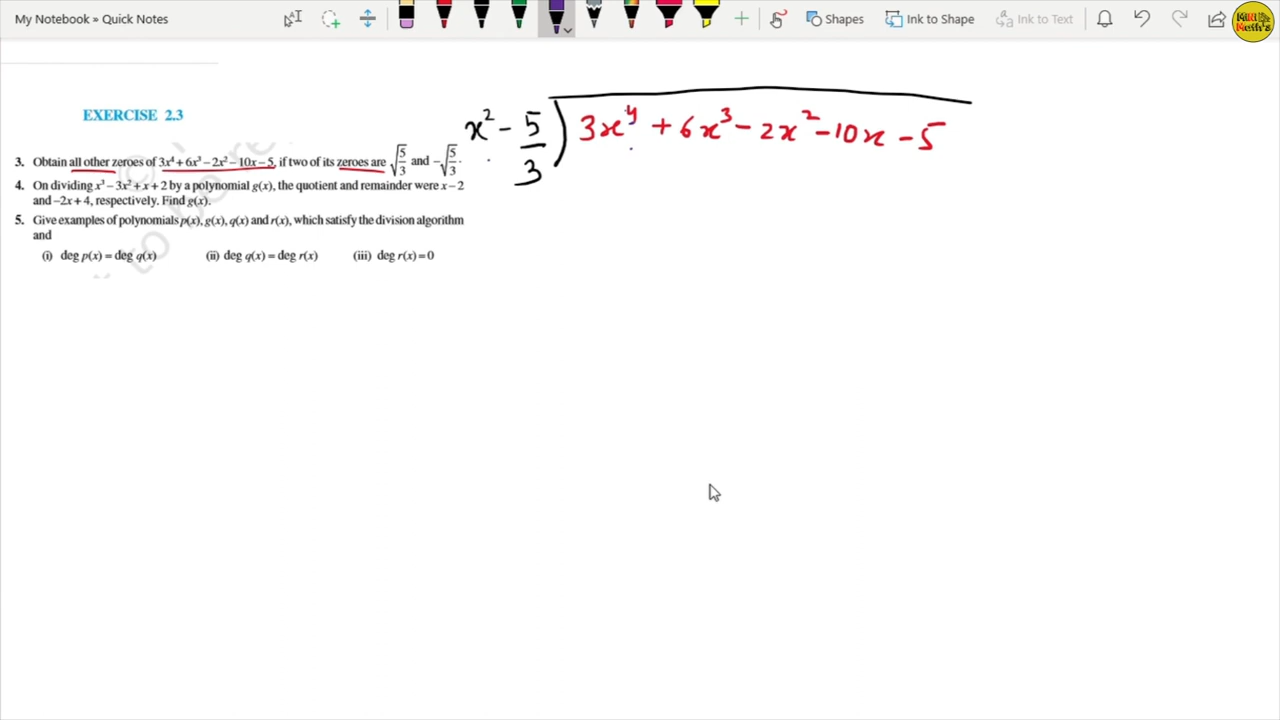 My Notebook » Quick Notes
Shapes
Ink to Shape
Ink to Text
EXERCISE 2.3
x² - 5/3 ) 3x⁴ + 6x³ - 2x² - 10x - 5
3. Obtain all other zeroes of 3x⁴ + 6x³ – 2x² – 10x – 5, if two of its zeroes are √(5/3) and –√(5/3).
4. On dividing x³ – 3x² + x + 2 by a polynomial g(x), the quotient and remainder were x – 2
and –2x + 4, respectively. Find g(x).
5. Give examples of polynomials p(x), g(x), q(x) and r(x), which satisfy the division algorithm
and
(i) deg p(x) = deg q(x) (ii) deg q(x) = deg r(x) (iii) deg r(x) = 0